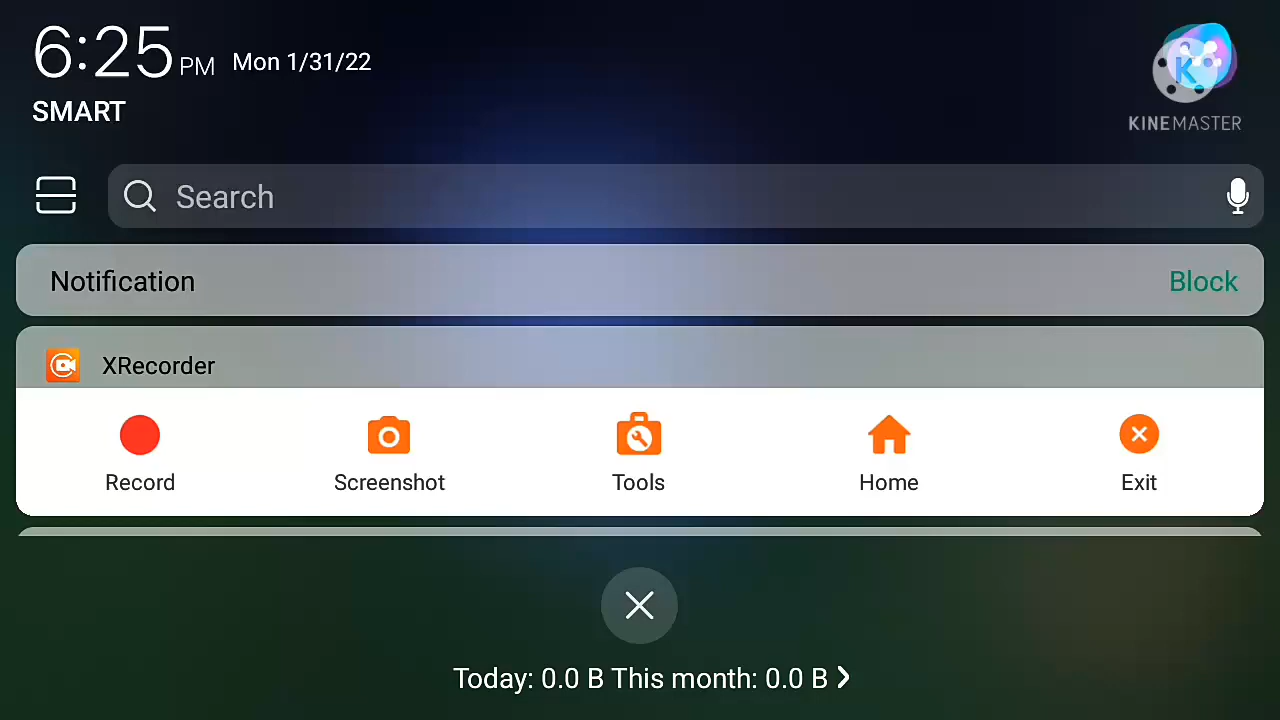 6:25 PM Mon 1/31/22
SMART
K
KINEMASTER
Search
Notification Block
XRecorder
Record Screenshot Tools Home Exit
Today: 0.0 B This month: 0.0 B